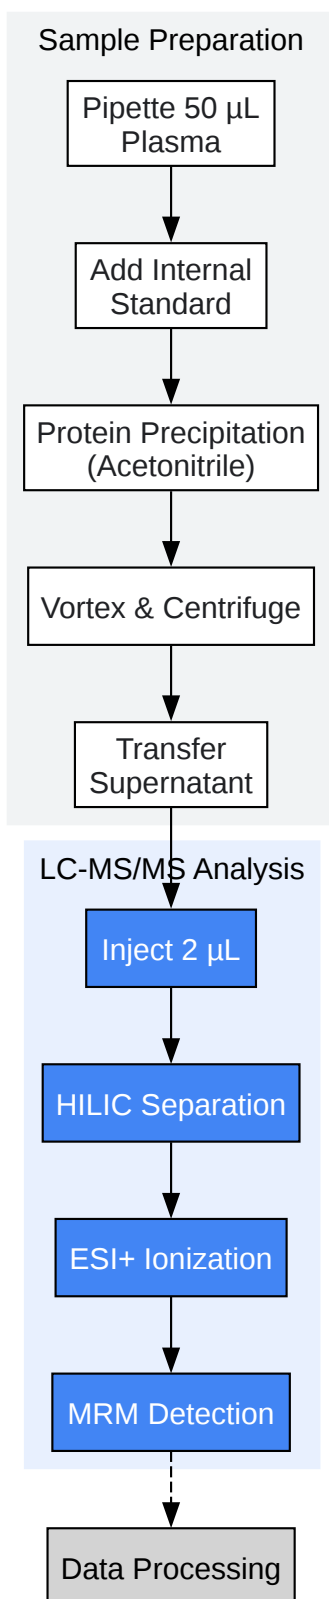 Sample Preparation
Pipette 50 µL
Plasma
Add Internal
Standard
Protein Precipitation
(Acetonitrile)
Vortex & Centrifuge
Transfer
Supernatant
LC-MS/MS Analysis
Inject 2 µL
HILIC Separation
ESI+ Ionization
MRM Detection
Data Processing